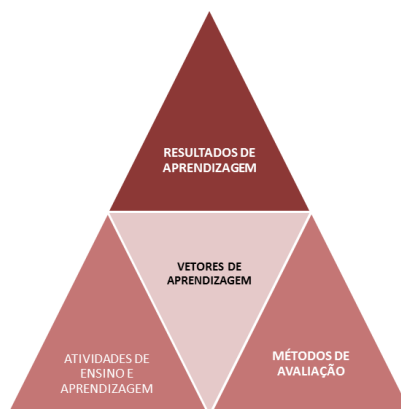 RESULTADOS DE
APRENDIZAGEM
VETORES DE
APRENDIZAGEM
ATIVIDADES DE
ENSINO E
APRENDIZAGEM
MÉTODOS DE
AVALIAÇÃO